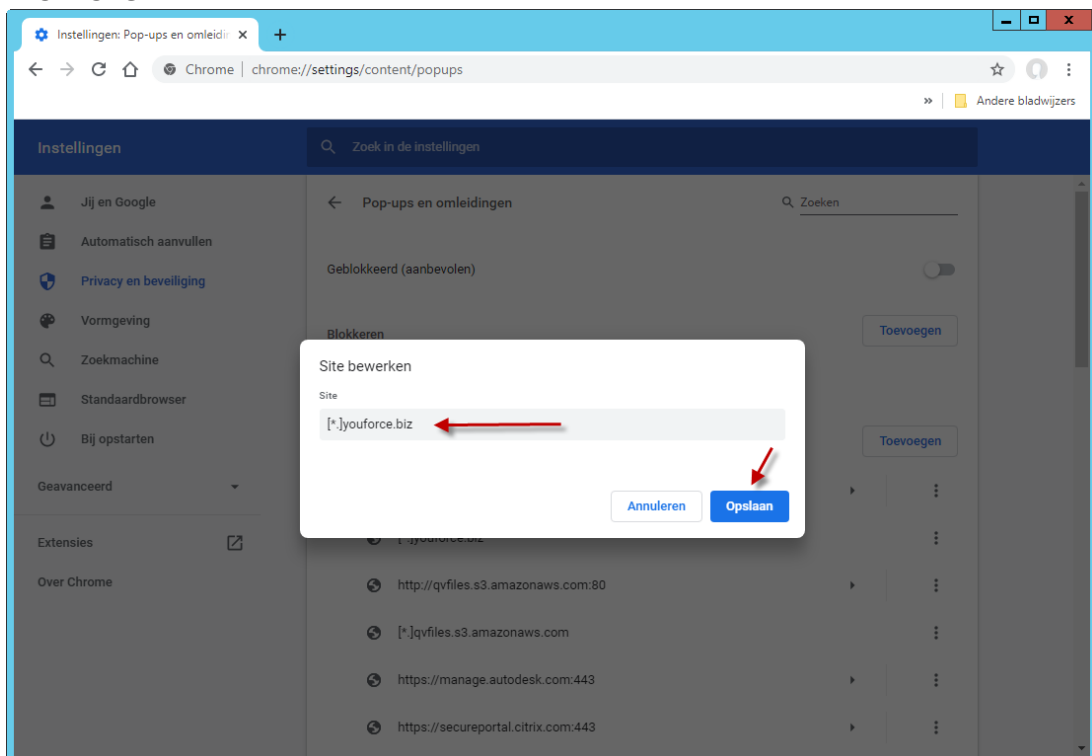 Instellingen: Pop-ups en omleidin
Chrome | chrome://settings/content/popups
» Andere bladwijzers
Instellingen
Zoek in de instellingen
Jij en Google
Automatisch aanvullen
Privacy en beveiliging
Vormgeving
Zoekmachine
Standaardbrowser
Bij opstarten
Geavanceerd
Extensies
Over Chrome
Pop-ups en omleidingen
Zoeken
Geblokkeerd (aanbevolen)
Blokkeren
Toevoegen
Site bewerken
Site
[*.]youforce.biz
Annuleren
Opslaan
Toevoegen
[*.]youforce.biz
http://qvfiles.s3.amazonaws.com:80
[*.]qvfiles.s3.amazonaws.com
https://manage.autodesk.com:443
https://secureportal.citrix.com:443